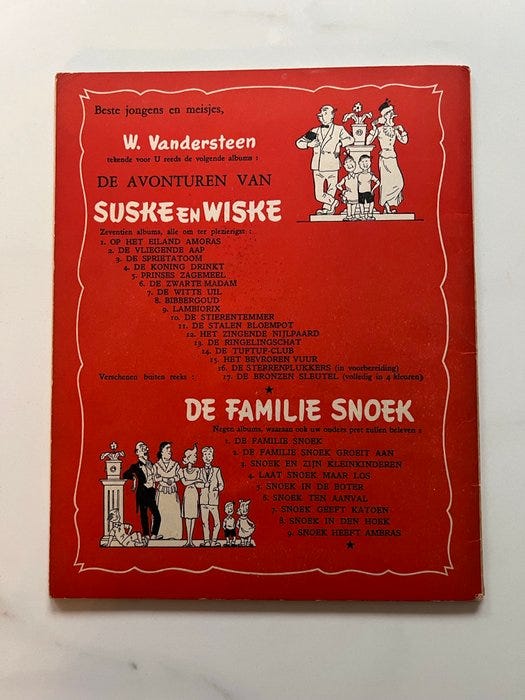 Beste jongens en meisjes,
W. Vandersteen
tekende voor U reeds de volgende albums :
DE AVONTUREN VAN
SUSKE EN WISKE
Zeventien albums, alle om ter plezierigst :
1. OP HET EILAND AMORAS
2. DE VLIEGENDE AAP
3. DE SPRIETATOOM
4. DE KONING DRINKT
5. PRINSES ZAGEMEEL
6. DE ZWARTE MADAM
7. DE WITTE UIL
8. BIBBERGOUD
9. LAMBIORIX
10. DE STIERENTEMMER
11. DE STALEN BLOEMPOT
12. HET ZINGENDE NIJLPAARD
13. DE RINGELINGSCHAT
14. DE TUFTUF-CLUB
15. HET BEVROREN VUUR
16. DE STERRENPLUKKERS (in voorbereiding)
Verschenen buiten reeks : 17. DE BRONZEN SLEUTEL (volledig in 4 kleuren)
DE FAMILIE SNOEK
Negen albums, waaraan ook uw ouders pret zullen beleven :
1. DE FAMILIE SNOEK
2. DE FAMILIE SNOEK GROEIT AAN
3. SNOEK EN ZIJN KLEINKINDEREN
4. LAAT SNOEK MAAR LOS
5. SNOEK IN DE BOTER
6. SNOEK TEN AANVAL
7. SNOEK GEEFT KATOEN
8. SNOEK IN DEN HOEK
9. SNOEK HEEFT AMBRAS